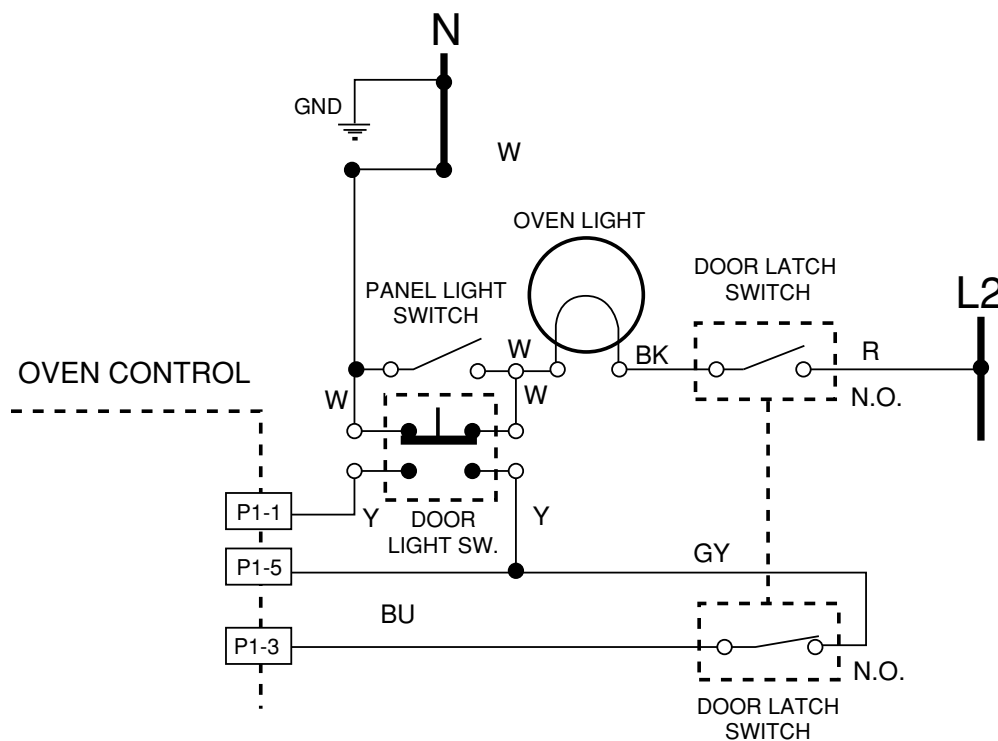 N
GND
W
OVEN LIGHT
DOOR LATCH
SWITCH
L2
PANEL LIGHT
SWITCH
W
BK
R
OVEN CONTROL
W
W
N.O.
P1-1
Y
DOOR
LIGHT SW.
Y
P1-5
GY
BU
P1-3
N.O.
DOOR LATCH
SWITCH